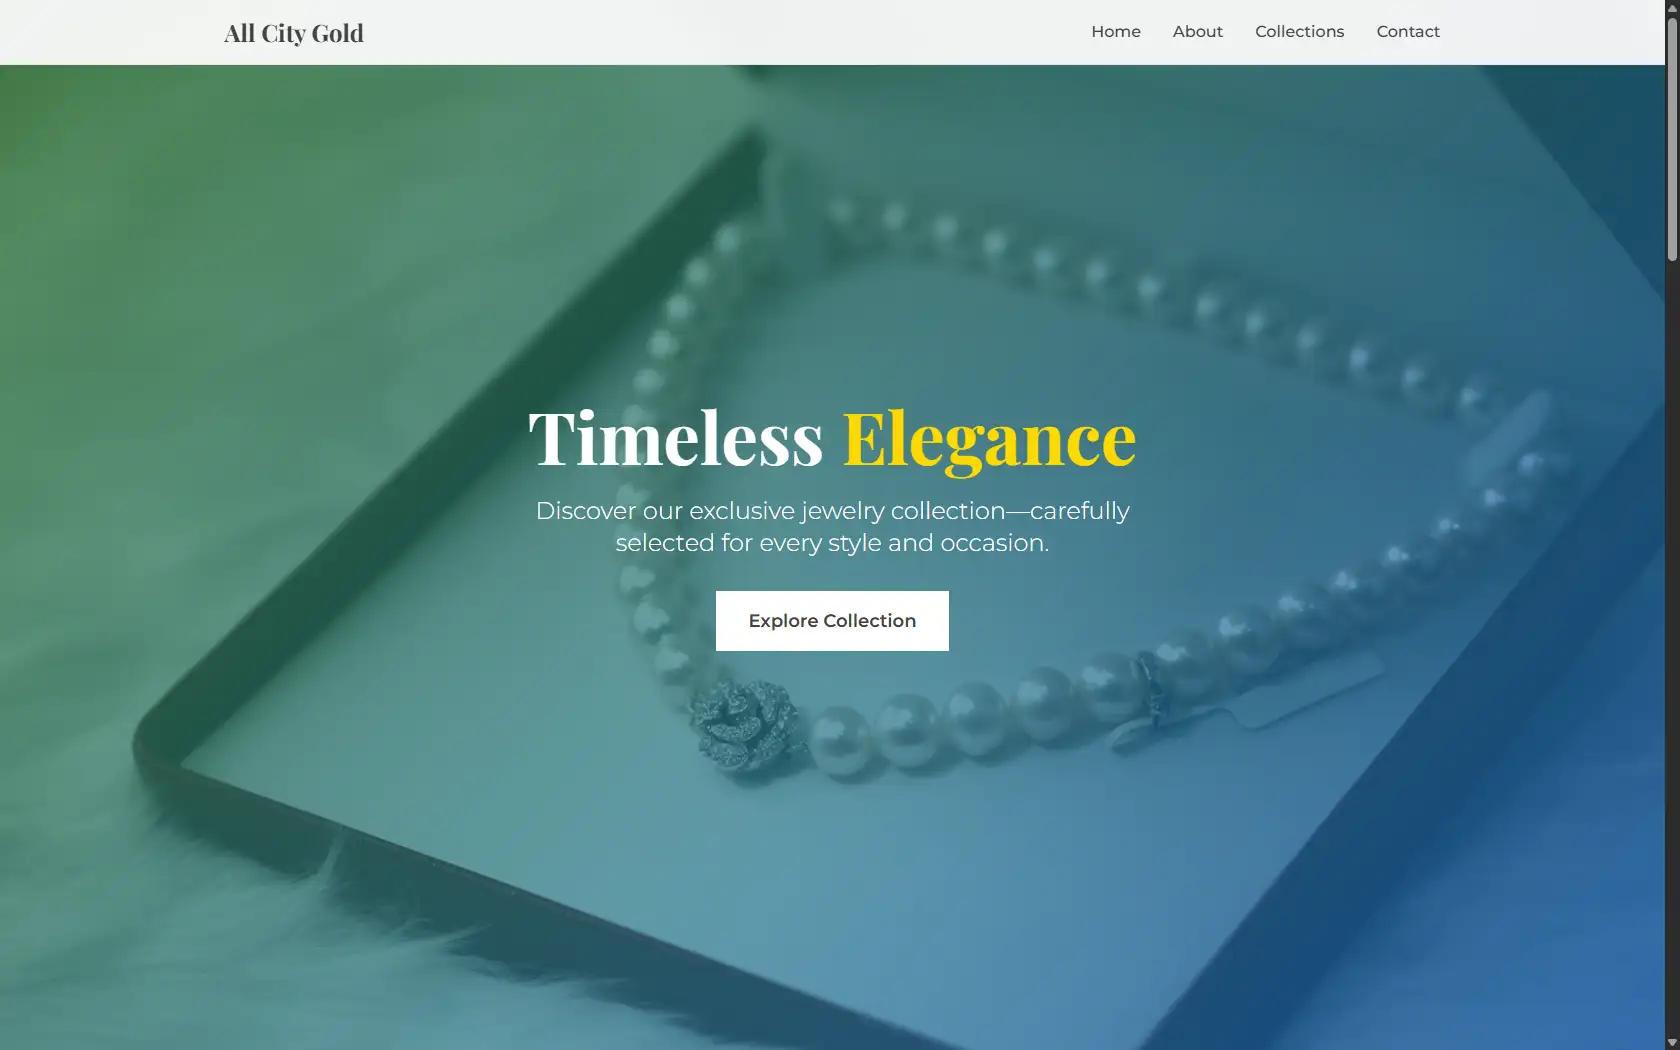 All City Gold
Home About Collections Contact
Timeless Elegance
Discover our exclusive jewelry collection—carefully
selected for every style and occasion.
Explore Collection